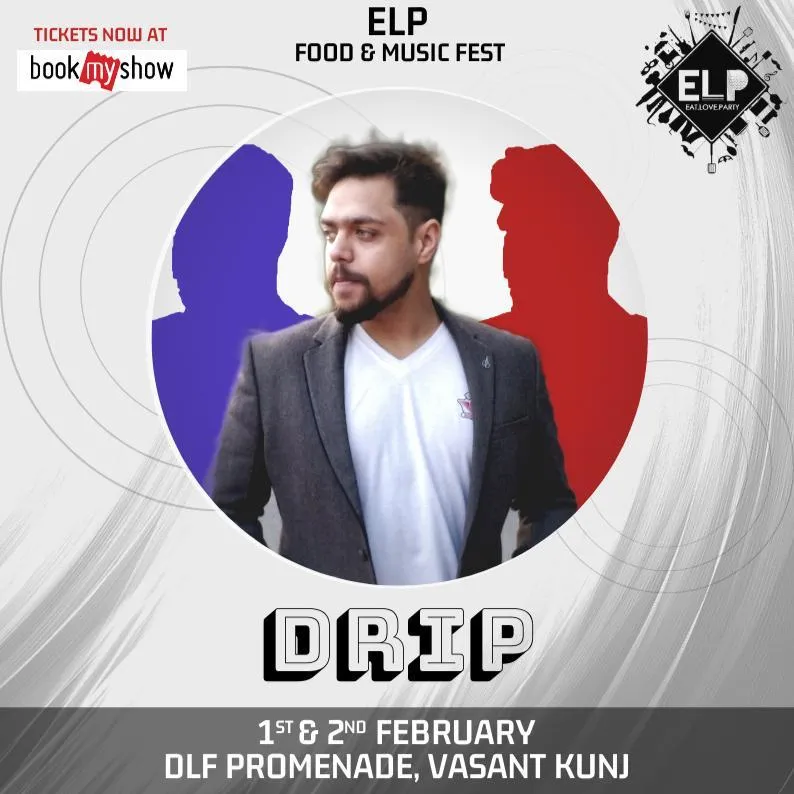 TICKETS NOW AT
bookmyshow
ELP
FOOD & MUSIC FEST
ELP
EAT.LOVE.PARTY
DRIP
1ST & 2ND FEBRUARY
DLF PROMENADE, VASANT KUNJ